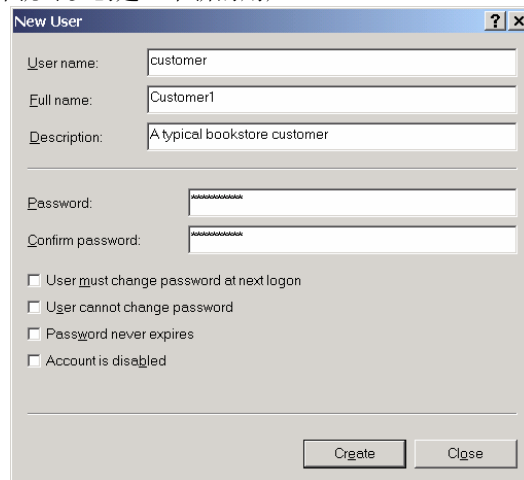 New User
User name: customer
Full name: Customer1
Description: A typical bookstore customer
Password: **********
Confirm password: **********
User must change password at next logon
User cannot change password
Password never expires
Account is disabled
Create Close